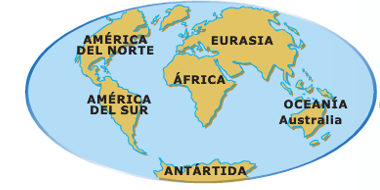 AMÉRICA
DEL NORTE
EURASIA
ÁFRICA
AMÉRICA
DEL SUR
OCEANÍA
Australia
ANTÁRTIDA